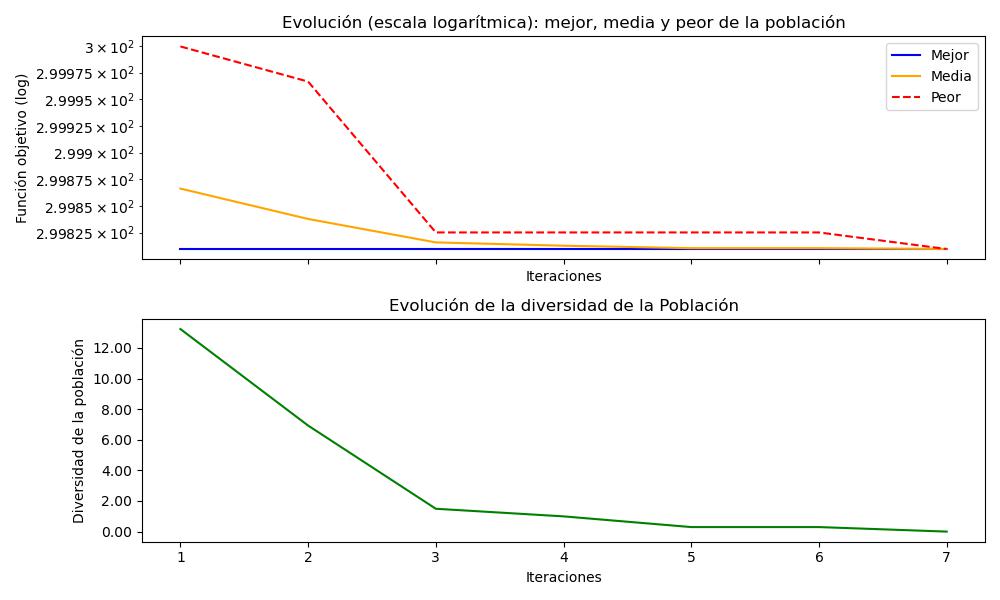 Evolución (escala logarítmica): mejor, media y peor de la población
Función objetivo (log)
3 × 10²
2.99975 × 10²
2.9995 × 10²
2.99925 × 10²
2.999 × 10²
2.99875 × 10²
2.9985 × 10²
2.99825 × 10²
Mejor
Media
Peor
Iteraciones
Evolución de la diversidad de la Población
Diversidad de la población
12.00
10.00
8.00
6.00
4.00
2.00
0.00
1 2 3 4 5 6 7
Iteraciones